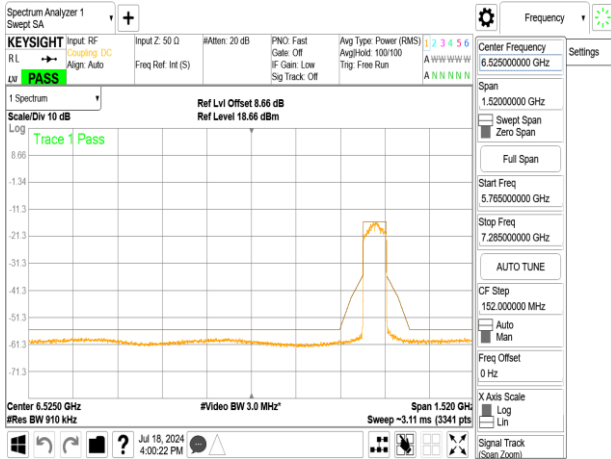 Spectrum Analyzer 1
Swept SA
+
Frequency
KEYSIGHT
RL
LXI
PASS
Input: RF
Coupling: DC
Align: Auto
Input Z: 50 Ω
Freq Ref: Int (S)
#Atten: 20 dB
PNO: Fast
Gate: Off
IF Gain: Low
Sig Track: Off
Avg Type: Power (RMS)
Avg|Hold: 100/100
Trig: Free Run
1 2 3 4 5 6
A W W W W W
A N N N N N
Center Frequency
6.525000000 GHz
Settings
Span
1.52000000 GHz
Swept Span
Zero Span
Full Span
Start Freq
5.765000000 GHz
Stop Freq
7.285000000 GHz
AUTO TUNE
CF Step
152.000000 MHz
Auto
Man
Freq Offset
0 Hz
X Axis Scale
Log
Lin
Signal Track
(Span Zoom)
1 Spectrum
Scale/Div 10 dB
Ref Lvl Offset 8.66 dB
Ref Level 18.66 dBm
Log
Trace 1 Pass
8.66
-1.34
-11.3
-21.3
-31.3
-41.3
-51.3
-61.3
-71.3
Center 6.5250 GHz
#Res BW 910 kHz
#Video BW 3.0 MHz*
Span 1.520 GHz
Sweep ~3.11 ms (3341 pts)
?
Jul 18, 2024
4:00:22 PM